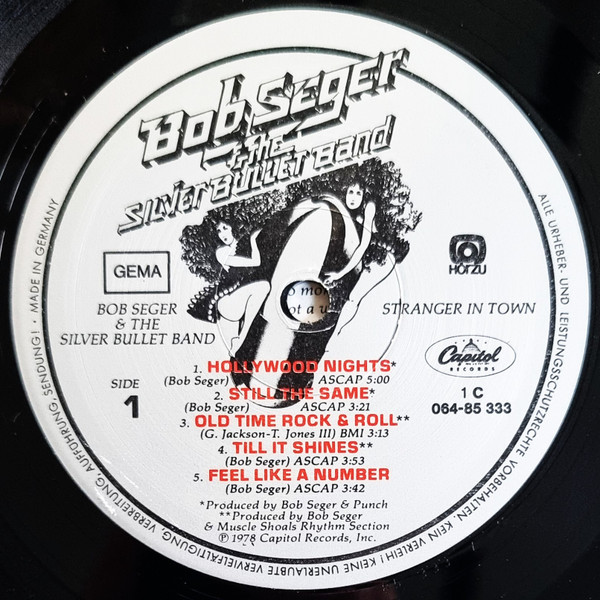 Bob Seger
& the
Silver Bullet Band
GEMA
HÖRZU
BOB SEGER
& THE
SILVER BULLET BAND
STRANGER IN TOWN
Capitol
RECORDS
SIDE
1
1 C
064-85 333
1. HOLLYWOOD NIGHTS*
(Bob Seger) ASCAP 5:00
2. STILL THE SAME*
(Bob Seger) ASCAP 3:21
3. OLD TIME ROCK & ROLL**
(G. Jackson-T. Jones III) BMI 3:13
4. TILL IT SHINES**
(Bob Seger) ASCAP 3:53
5. FEEL LIKE A NUMBER
(Bob Seger) ASCAP 3:42
*Produced by Bob Seger & Punch
**Produced by Bob Seger
& Muscle Shoals Rhythm Section
℗ 1978 Capitol Records, Inc.
ALLE URHEBER- UND LEISTUNGSSCHUTZRECHTE VORBEHALTEN. KEIN VERLEIH! KEINE UNERLAUBTE VERVIELFÄLTIGUNG, VERBREITUNG, AUFFÜHRUNG, SENDUNG! • MADE IN GERMANY